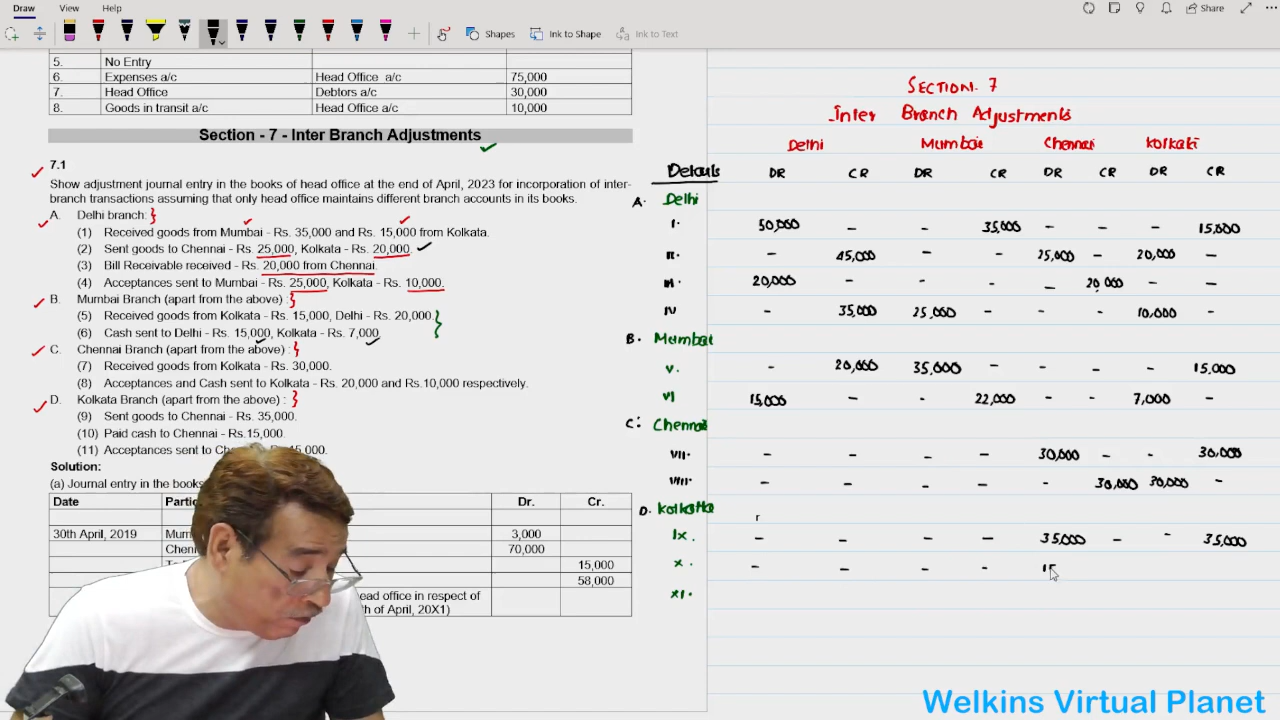 Draw View Help Share
Shapes Ink to Shape Ink to Text
5. No Entry
6. Expenses a/c Head Office a/c 75,000
7. Head Office Debtors a/c 30,000
8. Goods in transit a/c Head Office a/c 10,000
Section - 7 - Inter Branch Adjustments
7.1
Show adjustment journal entry in the books of head office at the end of April, 2023 for incorporation of inter-
branch transactions assuming that only head office maintains different branch accounts in its books.
A. Delhi branch:
(1) Received goods from Mumbai - Rs. 35,000 and Rs. 15,000 from Kolkata.
(2) Sent goods to Chennai - Rs. 25,000, Kolkata - Rs. 20,000.
(3) Bill Receivable received - Rs. 20,000 from Chennai.
(4) Acceptances sent to Mumbai - Rs. 25,000, Kolkata - Rs. 10,000.
B. Mumbai Branch (apart from the above) :
(5) Received goods from Kolkata - Rs. 15,000, Delhi - Rs. 20,000.
(6) Cash sent to Delhi - Rs. 15,000, Kolkata - Rs. 7,000.
C. Chennai Branch (apart from the above) :
(7) Received goods from Kolkata - Rs. 30,000.
(8) Acceptances and Cash sent to Kolkata - Rs. 20,000 and Rs.10,000 respectively.
D. Kolkata Branch (apart from the above) :
(9) Sent goods to Chennai - Rs. 35,000.
(10) Paid cash to Chennai - Rs.15,000.
(11) Acceptances sent to 15,000.
Solution:
(a) Journal entry in the books
Date Dr. Cr.
30th April, 2019 3,000
70,000
15,000
58,000
ead office in respect of
th of April, 20X1)
SECTION. 7
Inter Branch Adjustments
Delhi Mumbai Chennai Kolkata
Details DR CR DR CR DR CR DR CR
A. Delhi
I. 50,000 - - 35,000 - - - 15,000
II. - 45,000 - - 25,000 - 20,000 -
III. 20,000 - - - - 20,000 - -
IV - 35,000 25,000 - - - 10,000 -
B. Mumbai
V. - 20,000 35,000 - - - - 15,000
VI 15,000 - - 22,000 - - 7,000 -
C. Chennai
VII. - - - - 30,000 - - 30,000
VIII. - - - - - 30,000 30,000 -
D. Kolkatta
IX. - - - - 35,000 - - 35,000
X. - - - - 15
XI.
Welkins Virtual Planet